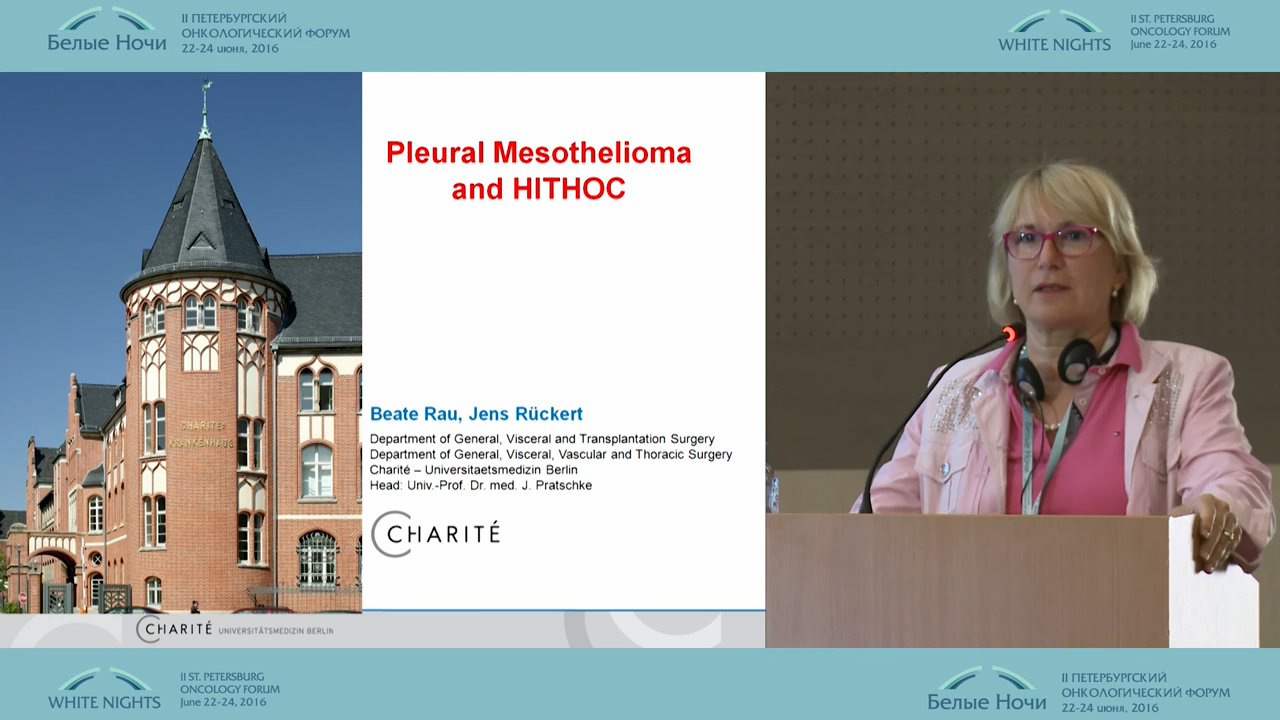 Белые Ночи
II ПЕТЕРБУРГСКИЙ
ОНКОЛОГИЧЕСКИЙ ФОРУМ
22-24 июня, 2016
WHITE NIGHTS
II ST. PETERSBURG
ONCOLOGY FORUM
June 22-24, 2016
Pleural Mesothelioma
and HITHOC
CHARITÉ
KRANKENHAUS
Beate Rau, Jens Rückert
Department of General, Visceral and Transplantation Surgery
Department of General, Visceral, Vascular and Thoracic Surgery
Charité – Universitaetsmedizin Berlin
Head: Univ.-Prof. Dr. med. J. Pratschke
CHARITÉ
CHARITÉ UNIVERSITÄTSMEDIZIN BERLIN
WHITE NIGHTS
II ST. PETERSBURG
ONCOLOGY FORUM
June 22-24, 2016
Белые Ночи
II ПЕТЕРБУРГСКИЙ
ОНКОЛОГИЧЕСКИЙ ФОРУМ
22-24 июня, 2016